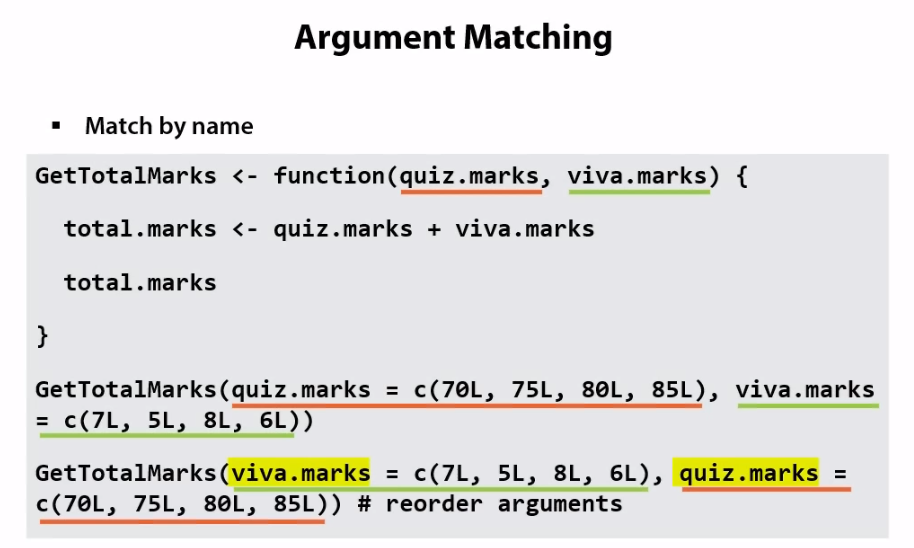 Argument Matching
▪ Match by name
GetTotalMarks <- function(quiz.marks, viva.marks) {
  total.marks <- quiz.marks + viva.marks
  total.marks
}
GetTotalMarks(quiz.marks = c(70L, 75L, 80L, 85L), viva.marks
= c(7L, 5L, 8L, 6L))
GetTotalMarks(viva.marks = c(7L, 5L, 8L, 6L), quiz.marks =
c(70L, 75L, 80L, 85L)) # reorder arguments